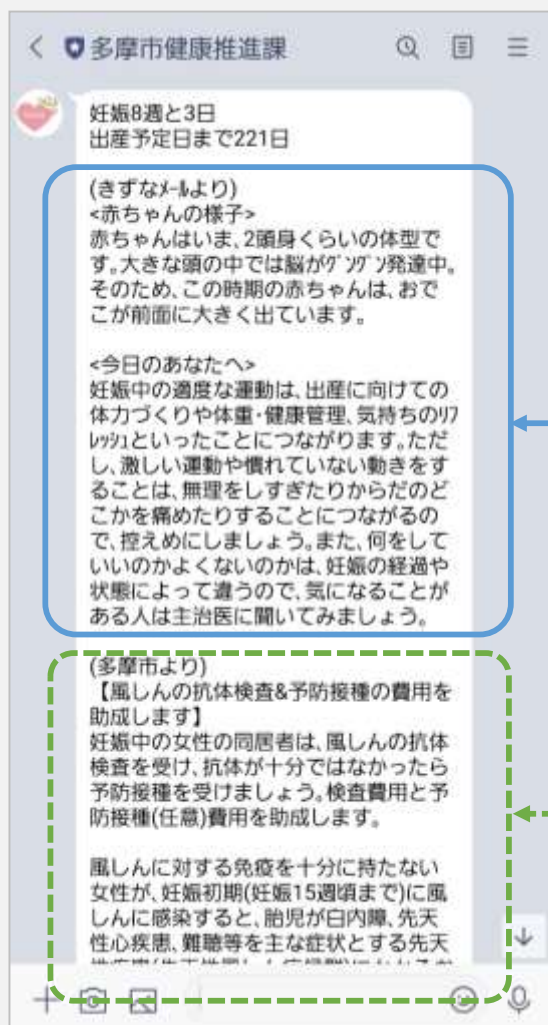 多摩市健康推進課
妊娠8週と3日
出産予定日まで221日
(きずなﾒｰﾙより)
<赤ちゃんの様子>
赤ちゃんはいま、2頭身くらいの体型で
す。大きな頭の中では脳がｸﾞﾝｸﾞﾝ発達中。
そのため、この時期の赤ちゃんは、おで
こが前面に大きく出ています。
<今日のあなたへ>
妊娠中の適度な運動は、出産に向けての
体力づくりや体重・健康管理、気持ちのﾘﾌ
ﾚｯｼｭといったことにつながります。ただ
し、激しい運動や慣れていない動きをす
ることは、無理をしすぎたりからだのど
こかを痛めたりすることにつながるの
で、控えめにしましょう。また、何をして
いいのかよくないのかは、妊娠の経過や
状態によって違うので、気になることが
ある人は主治医に聞いてみましょう。
(多摩市より)
【風しんの抗体検査&予防接種の費用を
助成します】
妊娠中の女性の同居者は、風しんの抗体
検査を受け、抗体が十分ではなかったら
予防接種を受けましょう。検査費用と予
防接種(任意)費用を助成します。
風しんに対する免疫を十分に持たない
女性が、妊娠初期(妊娠15週頃まで)に風
しんに感染すると、胎児が白内障、先天
性心疾患、難聴等を主な症状とする先天